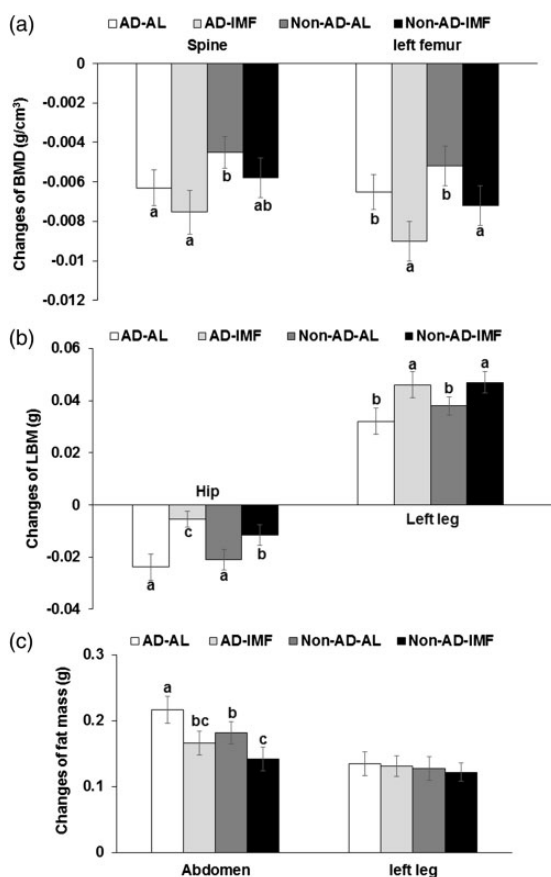 (a)
AD-AL AD-IMF Non-AD-AL Non-AD-IMF
Spine left femur
0
-0.002
-0.004
-0.006
-0.008
-0.01
-0.012
Changes of BMD (g/cm³)
a a b ab b a b a
(b)
AD-AL AD-IMF Non-AD-AL Non-AD-IMF
0.06
0.04
0.02
0
-0.02
-0.04
Changes of LBM (g)
b a b a
Hip
Left leg
a c a b
(c)
AD-AL AD-IMF Non-AD-AL Non-AD-IMF
0.3
0.2
0.1
0
Changes of fat mass (g)
a bc b c
Abdomen left leg